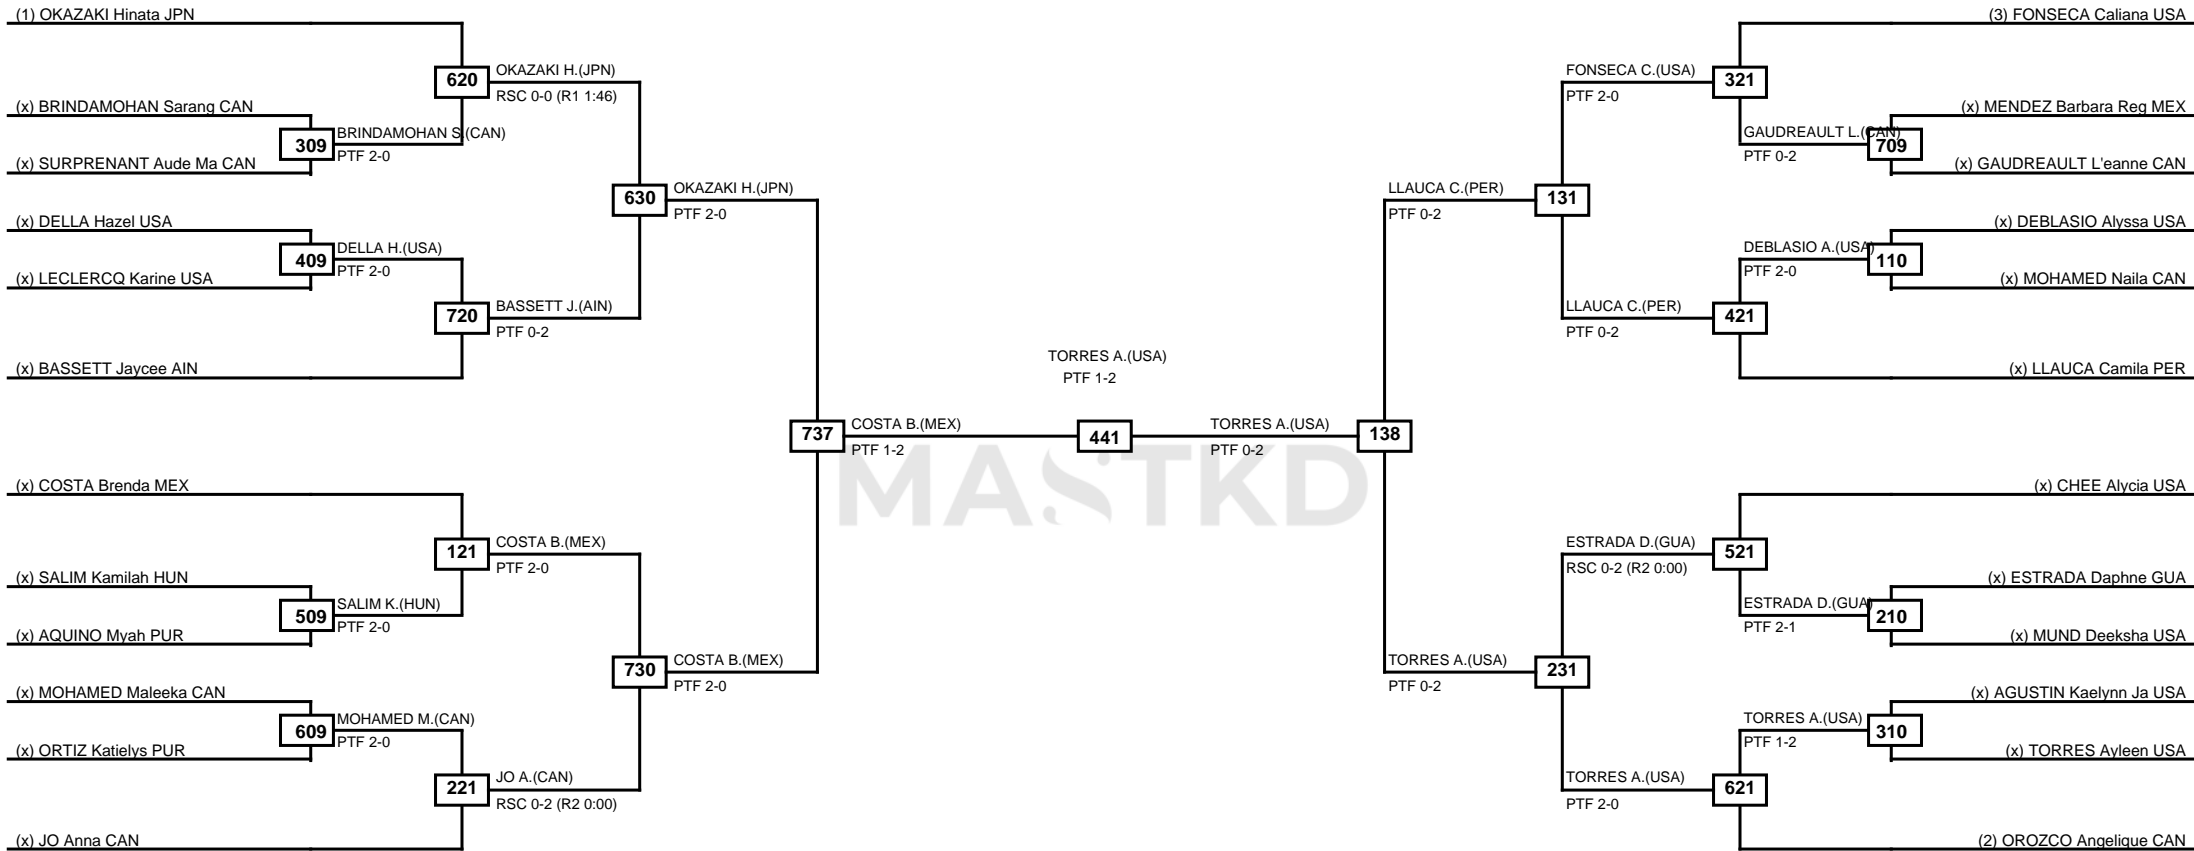 (1) OKAZAKI Hinata JPN
(3) FONSECA Caliana USA
620
OKAZAKI H.(JPN)
RSC 0-0 (R1 1:46)
FONSECA C.(USA)
PTF 2-0
321
(x) BRINDAMOHAN Sarang CAN
(x) MENDEZ Barbara Reg MEX
309
BRINDAMOHAN S.(CAN)
PTF 2-0
GAUDREAULT L.(CAN)
PTF 0-2
709
(x) SURPRENANT Aude Ma CAN
(x) GAUDREAULT L'eanne CAN
630
OKAZAKI H.(JPN)
PTF 2-0
LLAUCA C.(PER)
PTF 0-2
131
(x) DELLA Hazel USA
(x) DEBLASIO Alyssa USA
409
DELLA H.(USA)
PTF 2-0
DEBLASIO A.(USA)
PTF 2-0
110
(x) LECLERCQ Karine USA
(x) MOHAMED Naila CAN
720
BASSETT J.(AIN)
PTF 0-2
LLAUCA C.(PER)
PTF 0-2
421
(x) BASSETT Jaycee AIN
(x) LLAUCA Camila PER
TORRES A.(USA)
PTF 1-2
737
COSTA B.(MEX)
PTF 1-2
441
TORRES A.(USA)
PTF 0-2
138
MASTKD
(x) COSTA Brenda MEX
(x) CHEE Alycia USA
121
COSTA B.(MEX)
PTF 2-0
ESTRADA D.(GUA)
RSC 0-2 (R2 0:00)
521
(x) SALIM Kamilah HUN
(x) ESTRADA Daphne GUA
509
SALIM K.(HUN)
PTF 2-0
ESTRADA D.(GUA)
PTF 2-1
210
(x) AQUINO Myah PUR
(x) MUND Deeksha USA
730
COSTA B.(MEX)
PTF 2-0
TORRES A.(USA)
PTF 0-2
231
(x) MOHAMED Maleeka CAN
(x) AGUSTIN Kaelynn Ja USA
609
MOHAMED M.(CAN)
PTF 2-0
TORRES A.(USA)
PTF 1-2
310
(x) ORTIZ Katielys PUR
(x) TORRES Ayleen USA
221
JO A.(CAN)
RSC 0-2 (R2 0:00)
TORRES A.(USA)
PTF 2-0
621
(x) JO Anna CAN
(2) OROZCO Angelique CAN